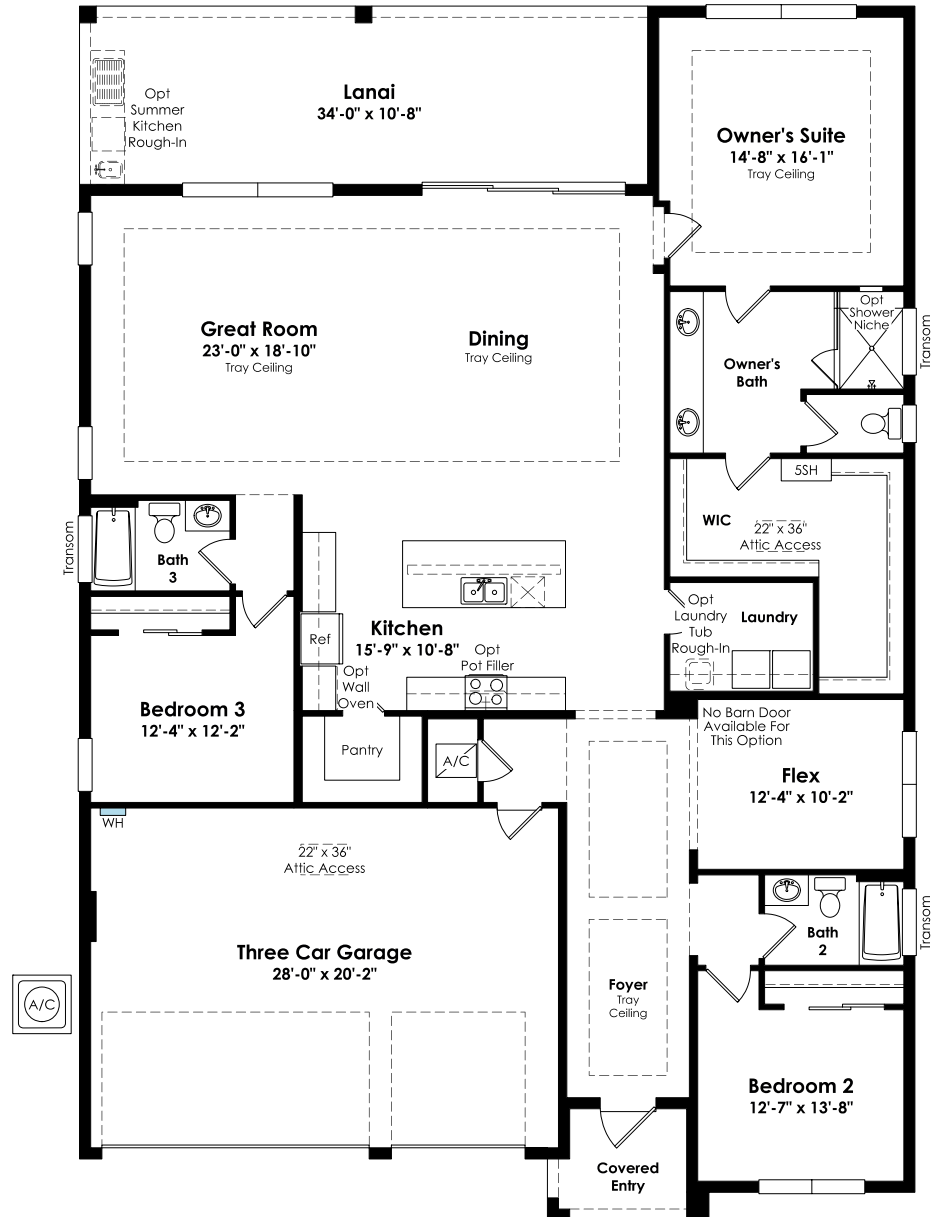 Lanai
34'-0" x 10'-8"
Opt
Summer
Kitchen
Rough-In
Owner's Suite
14'-8" x 16'-1"
Tray Ceiling
Great Room
23'-0" x 18'-10"
Tray Ceiling
Dining
Tray Ceiling
Opt
Shower
Niche
Transom
Owner's
Bath
5SH
WIC
22" x 36"
Attic Access
Transom
Bath
3
Opt
Laundry
Tub
Rough-In
Laundry
Ref
Kitchen
15'-9" x 10'-8"
Opt
Pot Filler
Opt
Wall
Oven
Bedroom 3
12'-4" x 12'-2"
Pantry
A/C
No Barn Door
Available For
This Option
Flex
12'-4" x 10'-2"
WH
22" x 36"
Attic Access
Three Car Garage
28'-0" x 20'-2"
A/C
Bath
2
Transom
Foyer
Tray
Ceiling
Bedroom 2
12'-7" x 13'-8"
Covered
Entry